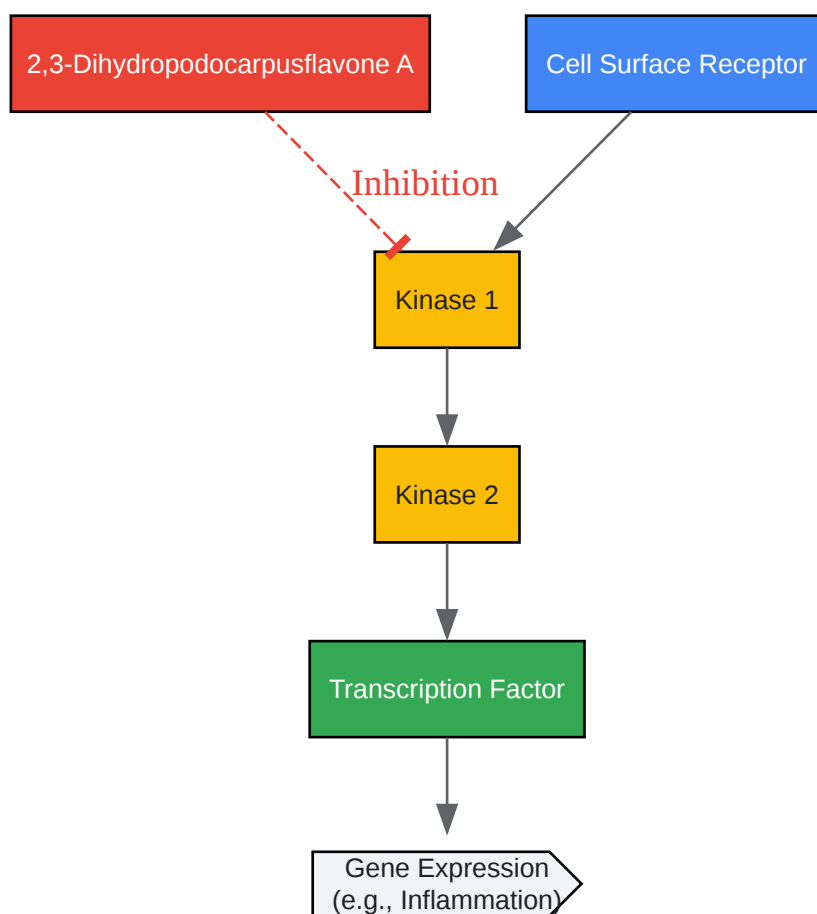 2,3-Dihydropodocarpusflavone A
Cell Surface Receptor
Inhibition
Kinase 1
Kinase 2
Transcription Factor
Gene Expression
(e.g., Inflammation)